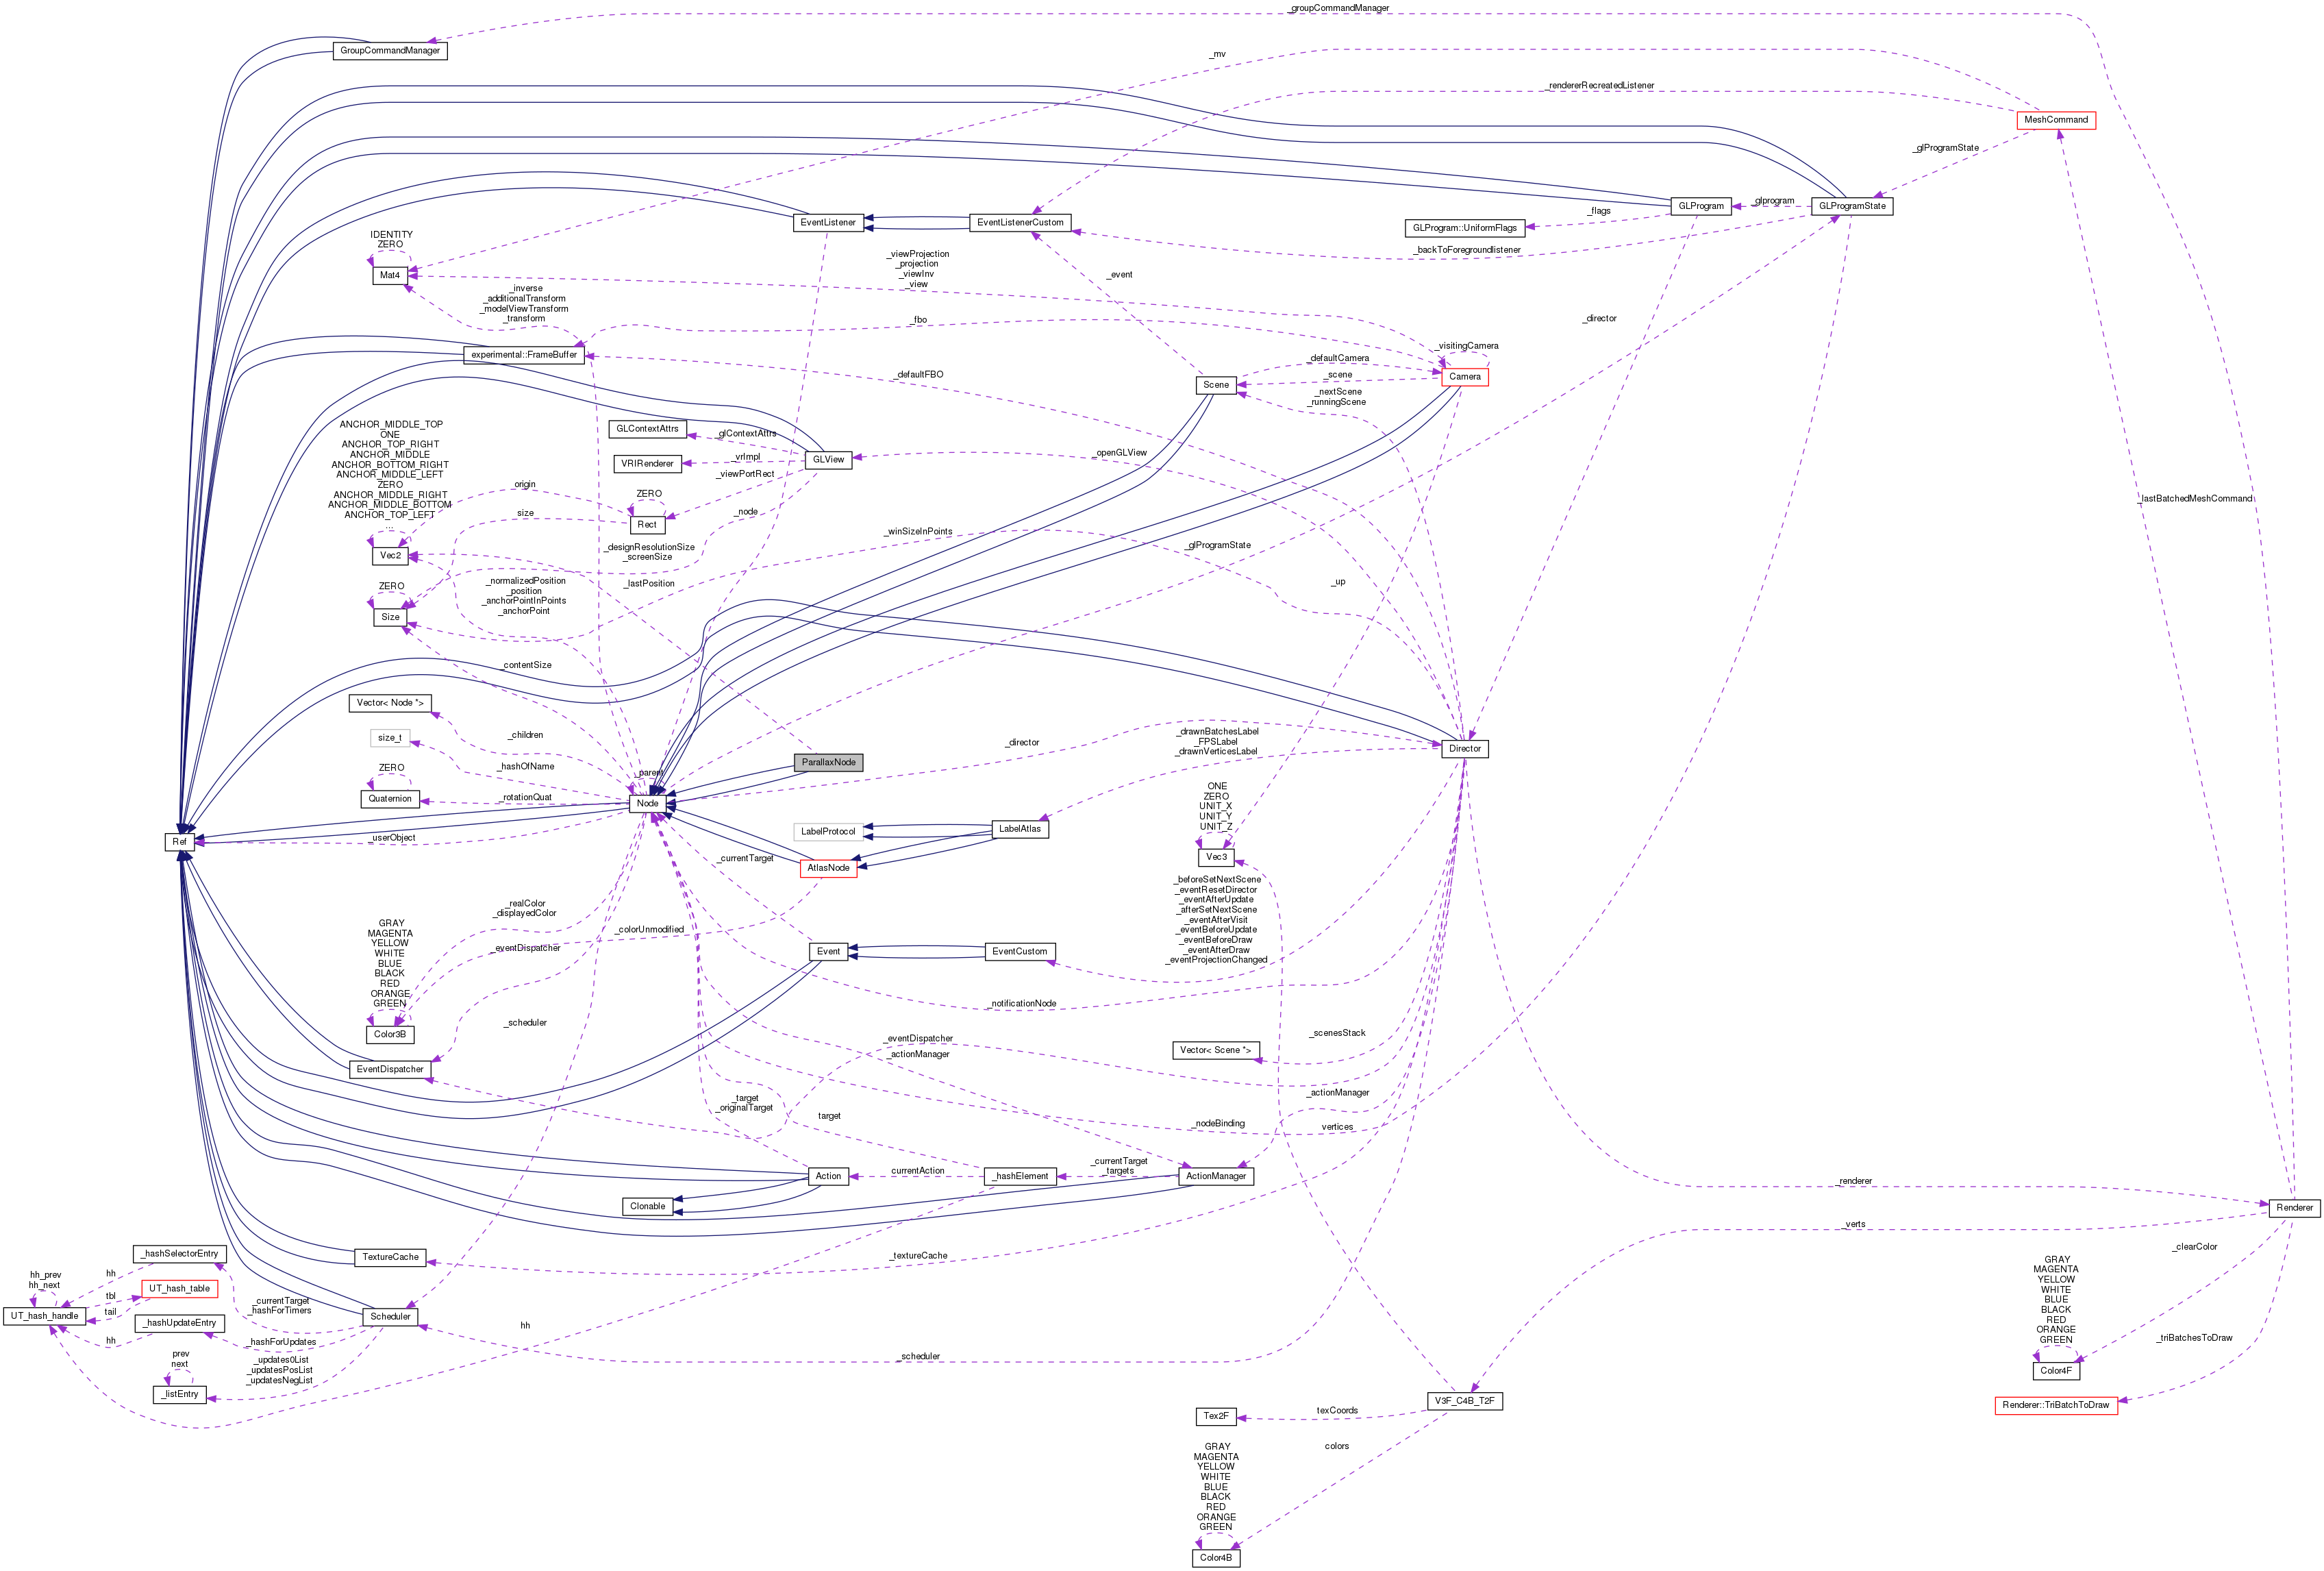 _groupCommandManager
GroupCommandManager
_mv
_rendererRecreatedListener
MeshCommand
_glProgramState
GLProgram
_glprogram
GLProgramState
_flags
GLProgram::UniformFlags
EventListener
EventListenerCustom
_backToForegroundlistener
IDENTITY
ZERO
Mat4
_viewProjection
_projection
_viewInv
_view
_event
_inverse
_additionalTransform
_modelViewTransform
_transform
_fbo
_director
experimental::FrameBuffer
_visitingCamera
_defaultCamera
_scene
Camera
Scene
_defaultFBO
_nextScene
_runningScene
GLContextAttrs
_glContextAttrs
VRIRenderer
_vrImpl
GLView
_openGLView
_viewPortRect
ANCHOR_MIDDLE_TOP
ONE
ANCHOR_TOP_RIGHT
ANCHOR_MIDDLE
ANCHOR_BOTTOM_RIGHT
ANCHOR_MIDDLE_LEFT
ZERO
ANCHOR_MIDDLE_RIGHT
ANCHOR_MIDDLE_BOTTOM
ANCHOR_TOP_LEFT
...
Vec2
origin
ZERO
Rect
size
_node
_lastBatchedMeshCommand
_winSizeInPoints
_designResolutionSize
_screenSize
_glProgramState
ZERO
Size
_normalizedPosition
_position
_anchorPointInPoints
_anchorPoint
_lastPosition
_up
_contentSize
Vector< Node *>
_children
size_t
_hashOfName
ZERO
Quaternion
_rotationQuat
_parent
Node
ParallaxNode
_director
_drawnBatchesLabel
_FPSLabel
_drawnVerticesLabel
Director
ONE
ZERO
UNIT_X
UNIT_Y
UNIT_Z
Vec3
Ref
_userObject
LabelProtocol
LabelAtlas
_currentTarget
AtlasNode
_realColor
_displayedColor
_colorUnmodified
_eventDispatcher
GRAY
MAGENTA
YELLOW
WHITE
BLUE
BLACK
RED
ORANGE
GREEN
Color3B
Event
EventCustom
_beforeSetNextScene
_eventResetDirector
_eventAfterUpdate
_afterSetNextScene
_eventAfterVisit
_eventBeforeUpdate
_eventBeforeDraw
_eventAfterDraw
_eventProjectionChanged
_notificationNode
_scheduler
EventDispatcher
_eventDispatcher
_actionManager
_scenesStack
Vector< Scene *>
_target
_originalTarget
target
_actionManager
_nodeBinding
vertices
Action
currentAction
_hashElement
_currentTarget
_targets
ActionManager
Clonable
_renderer
Renderer
_verts
_hashSelectorEntry
TextureCache
_textureCache
_clearColor
hh_prev
hh_next
hh
UT_hash_table
tbl
tail
UT_hash_handle
_currentTarget
_hashForTimers
Scheduler
_hashUpdateEntry
hh
_hashForUpdates
hh
GRAY
MAGENTA
YELLOW
WHITE
BLUE
BLACK
RED
ORANGE
GREEN
Color4F
_triBatchesToDraw
prev
next
_listEntry
_updates0List
_updatesPosList
_updatesNegList
_scheduler
V3F_C4B_T2F
Renderer::TriBatchToDraw
Tex2F
texCoords
colors
GRAY
MAGENTA
YELLOW
WHITE
BLUE
BLACK
RED
ORANGE
GREEN
Color4B